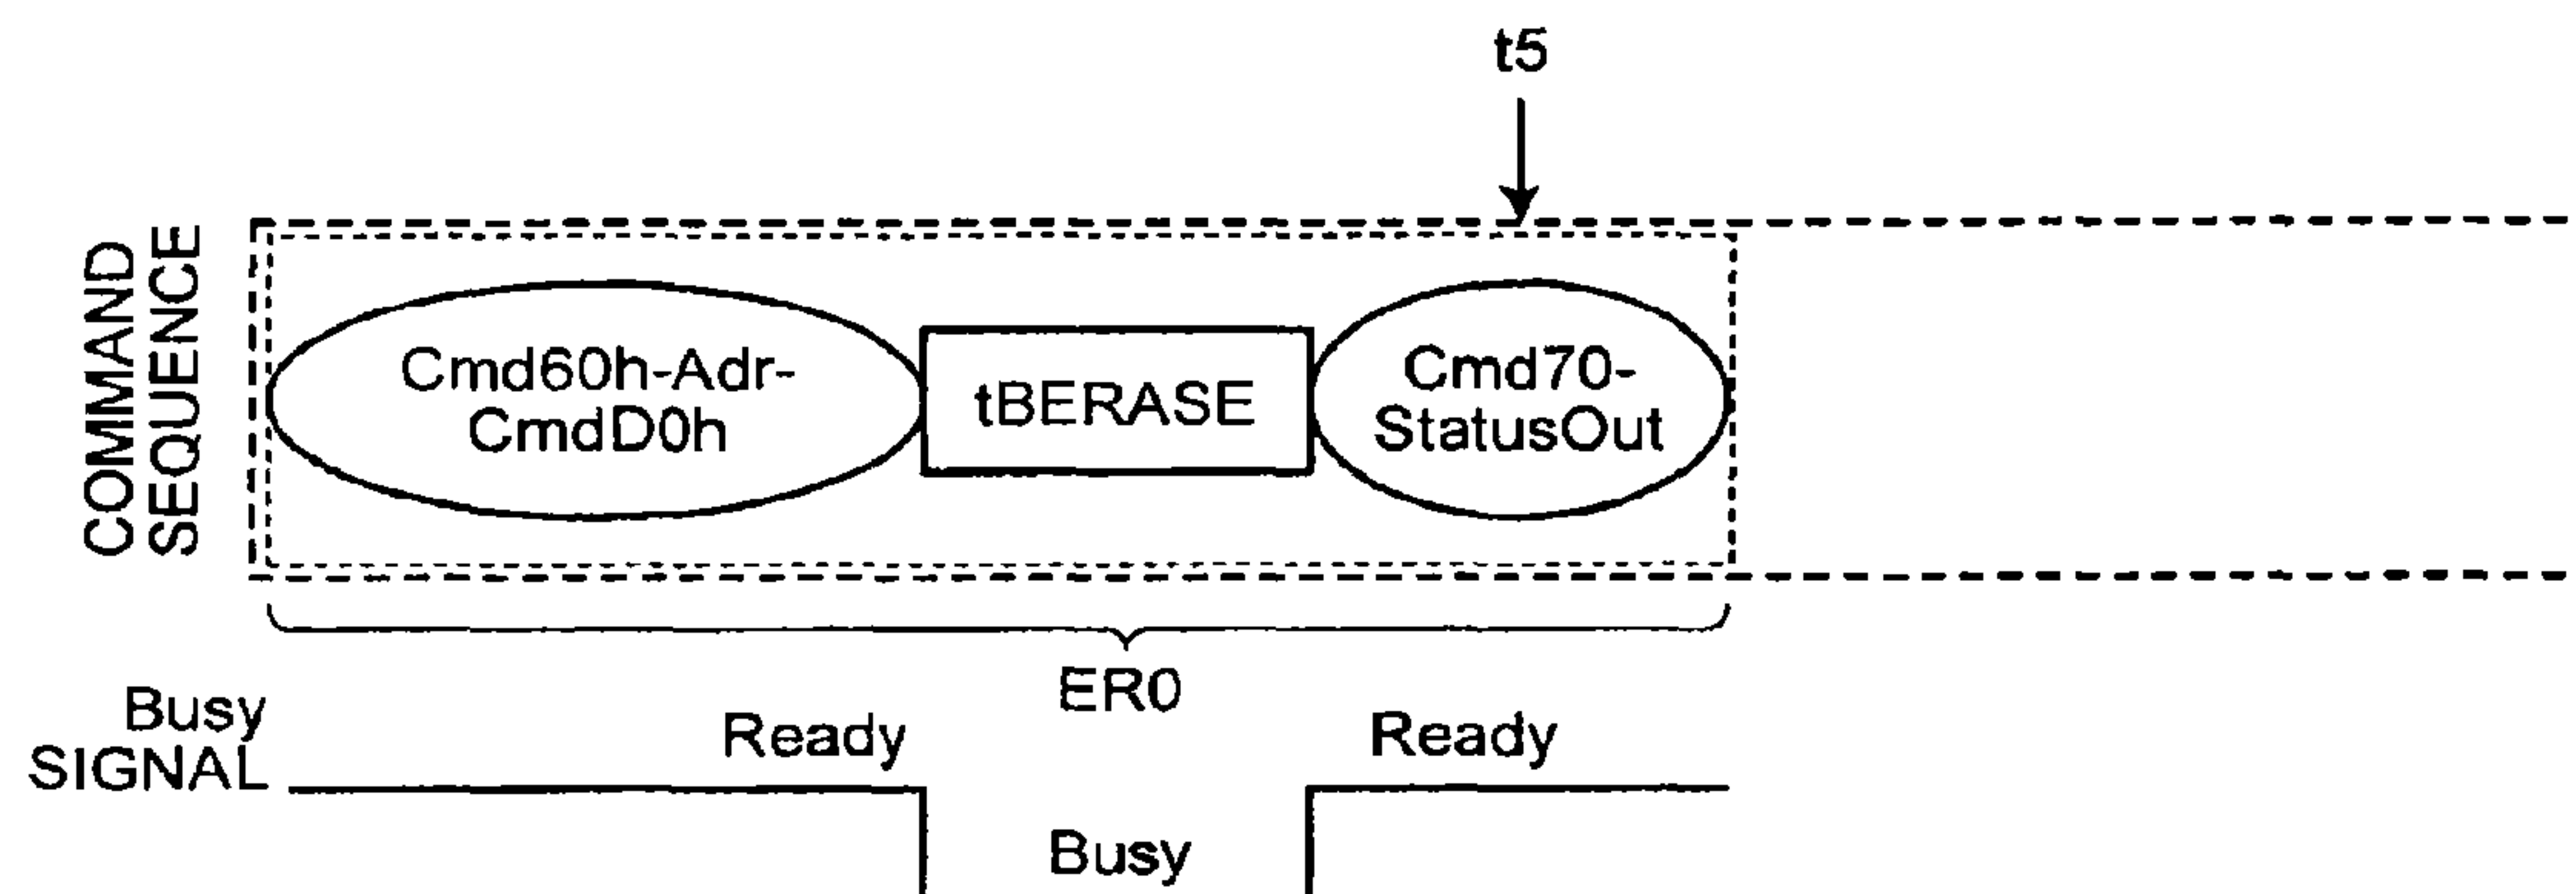 t5
COMMAND
SEQUENCE
Cmd60h-Adr-
CmdD0h
tBERASE
Cmd70-
StatusOut
ER0
Busy
SIGNAL
Ready
Busy
Ready